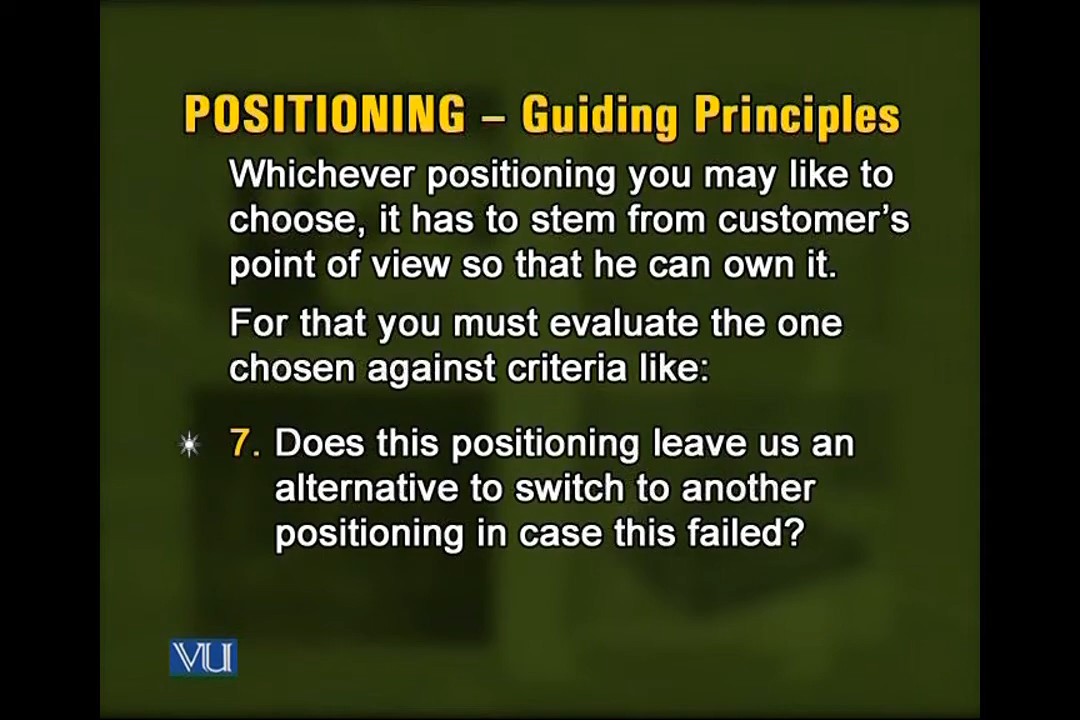 POSITIONING – Guiding Principles
Whichever positioning you may like to
choose, it has to stem from customer’s
point of view so that he can own it.
For that you must evaluate the one
chosen against criteria like:
7. Does this positioning leave us an
alternative to switch to another
positioning in case this failed?
VU